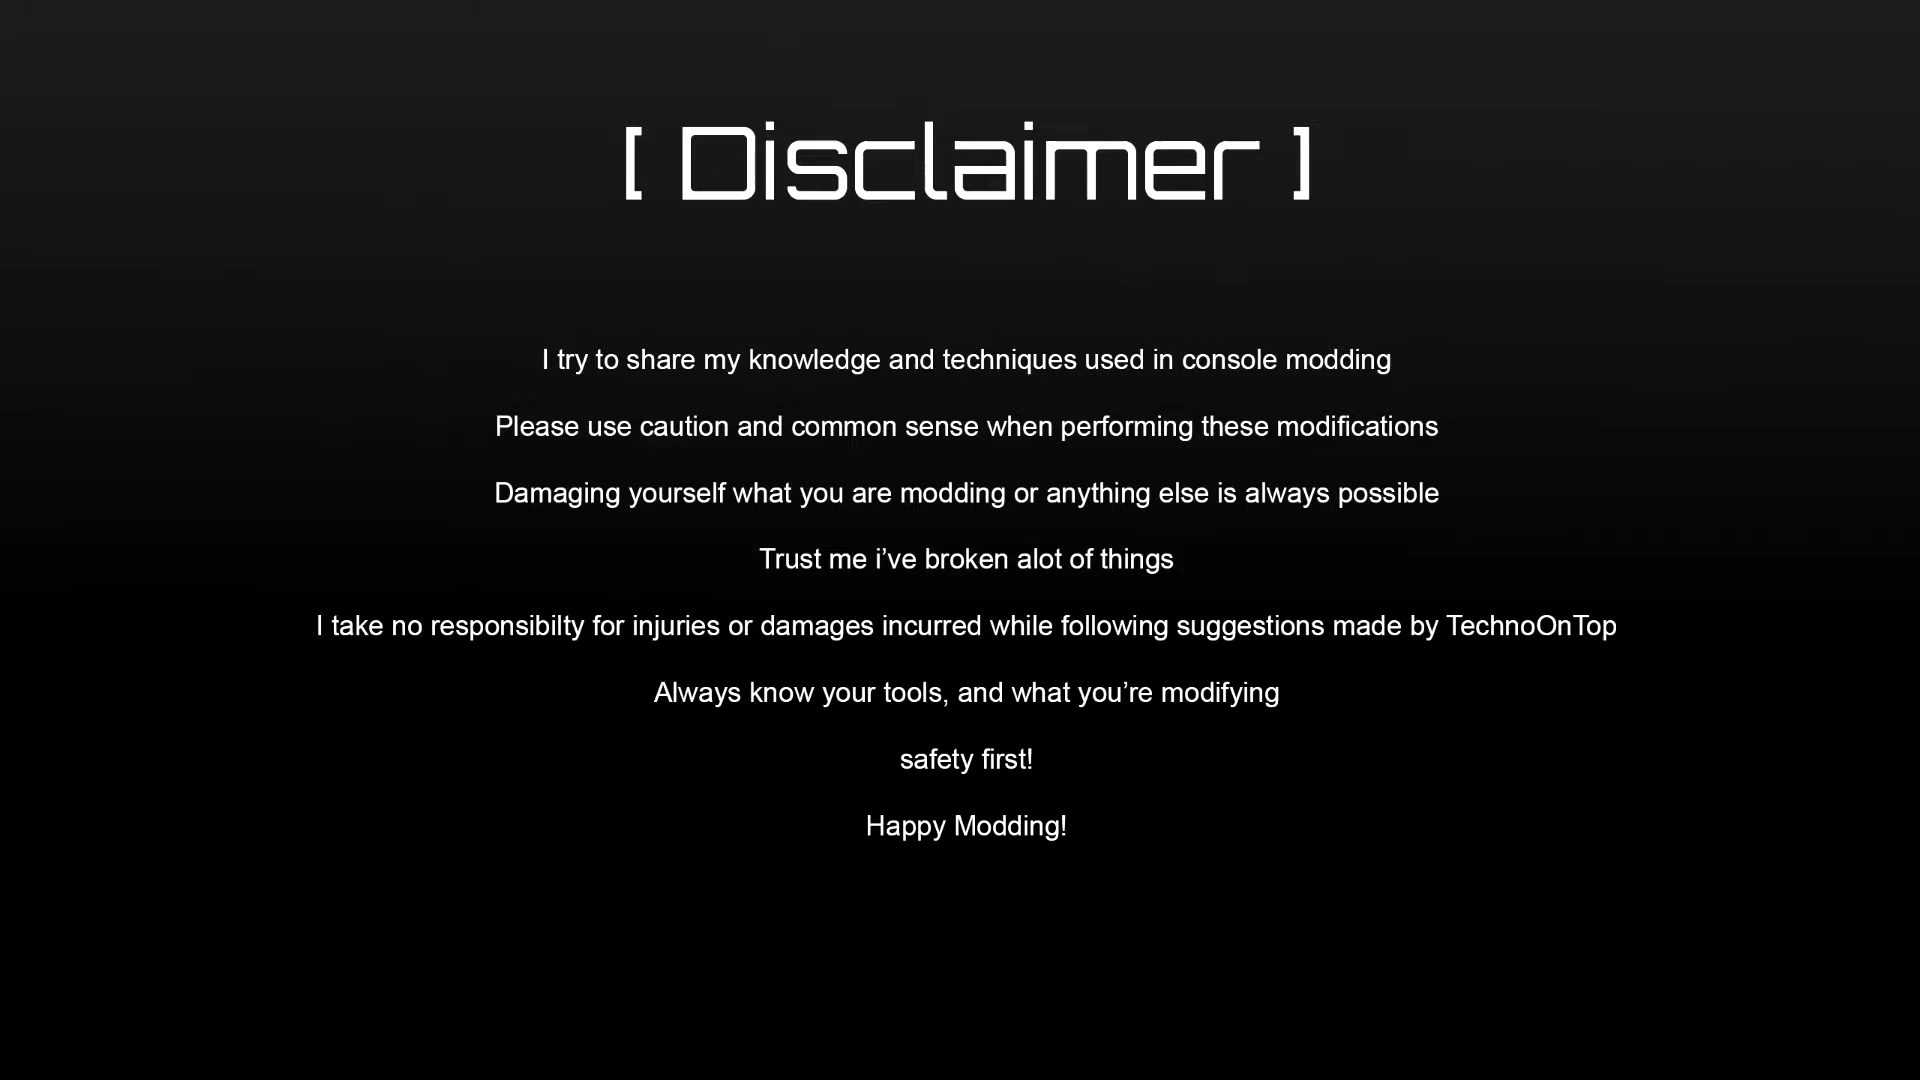 [ Disclaimer ]
I try to share my knowledge and techniques used in console modding
Please use caution and common sense when performing these modifications
Damaging yourself what you are modding or anything else is always possible
Trust me i’ve broken alot of things
I take no responsibilty for injuries or damages incurred while following suggestions made by TechnoOnTop
Always know your tools, and what you’re modifying
safety first!
Happy Modding!